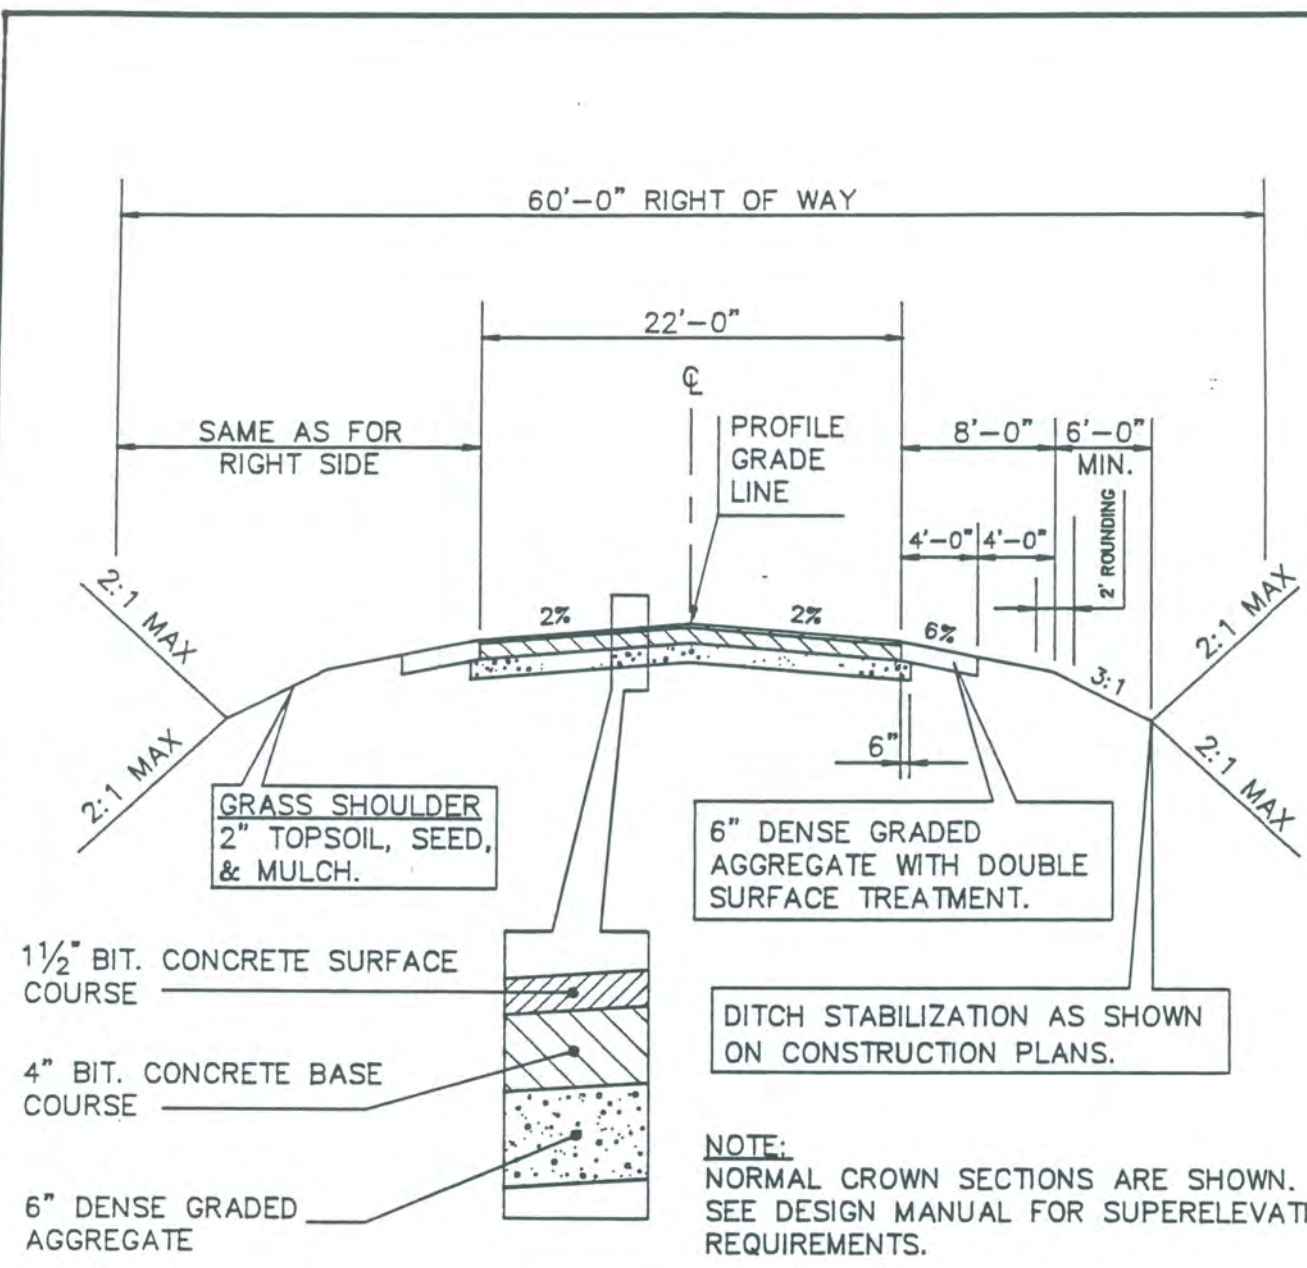 60'-0" RIGHT OF WAY
22'-0"
℄
SAME AS FOR
RIGHT SIDE
PROFILE
GRADE
LINE
8'-0"
6'-0"
MIN.
4'-0"
4'-0"
2' ROUNDING
2:1 MAX
2:1 MAX
2%
2%
6%
3:1
2:1 MAX
2:1 MAX
6"
GRASS SHOULDER
2" TOPSOIL, SEED,
& MULCH.
6" DENSE GRADED
AGGREGATE WITH DOUBLE
SURFACE TREATMENT.
1½" BIT. CONCRETE SURFACE
COURSE
4" BIT. CONCRETE BASE
COURSE
6" DENSE GRADED
AGGREGATE
DITCH STABILIZATION AS SHOWN
ON CONSTRUCTION PLANS.
NOTE:
NORMAL CROWN SECTIONS ARE SHOWN.
SEE DESIGN MANUAL FOR SUPERELEVATI
REQUIREMENTS.